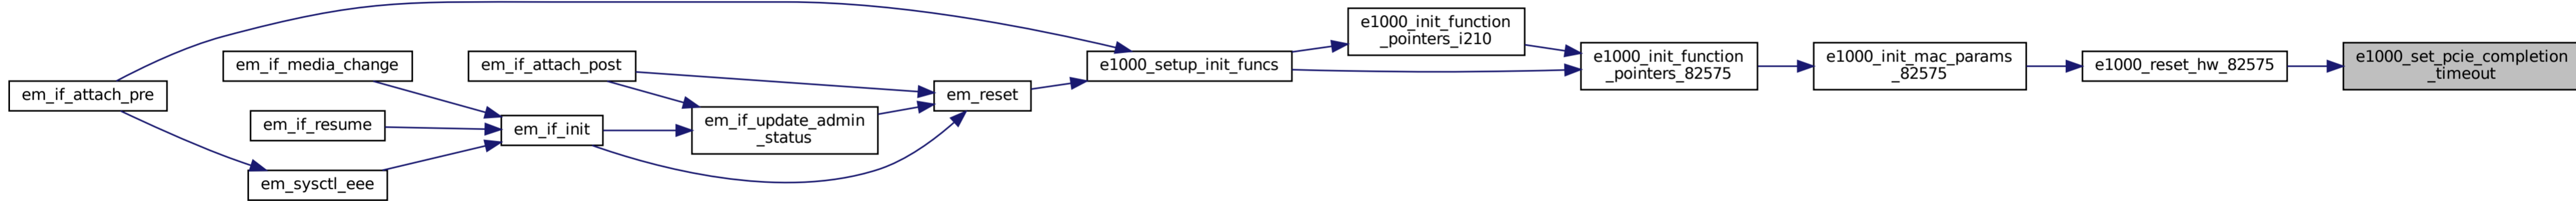 em_if_attach_pre
em_if_media_change
em_if_resume
em_sysctl_eee
em_if_attach_post
em_if_init
em_if_update_admin
_status
em_reset
e1000_setup_init_funcs
e1000_init_function
_pointers_i210
e1000_init_function
_pointers_82575
e1000_init_mac_params
_82575
e1000_reset_hw_82575
e1000_set_pcie_completion
_timeout